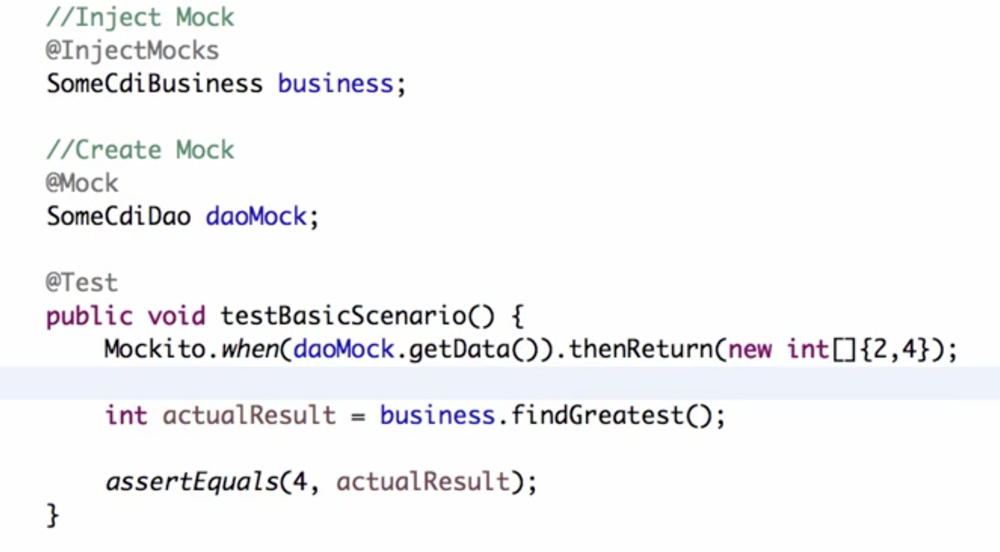 //Inject Mock
@InjectMocks
SomeCdiBusiness business;
//Create Mock
@Mock
SomeCdiDao daoMock;
@Test
public void testBasicScenario() {
Mockito.when(daoMock.getData()).thenReturn(new int[]{2,4});
int actualResult = business.findGreatest();
assertEquals(4, actualResult);
}